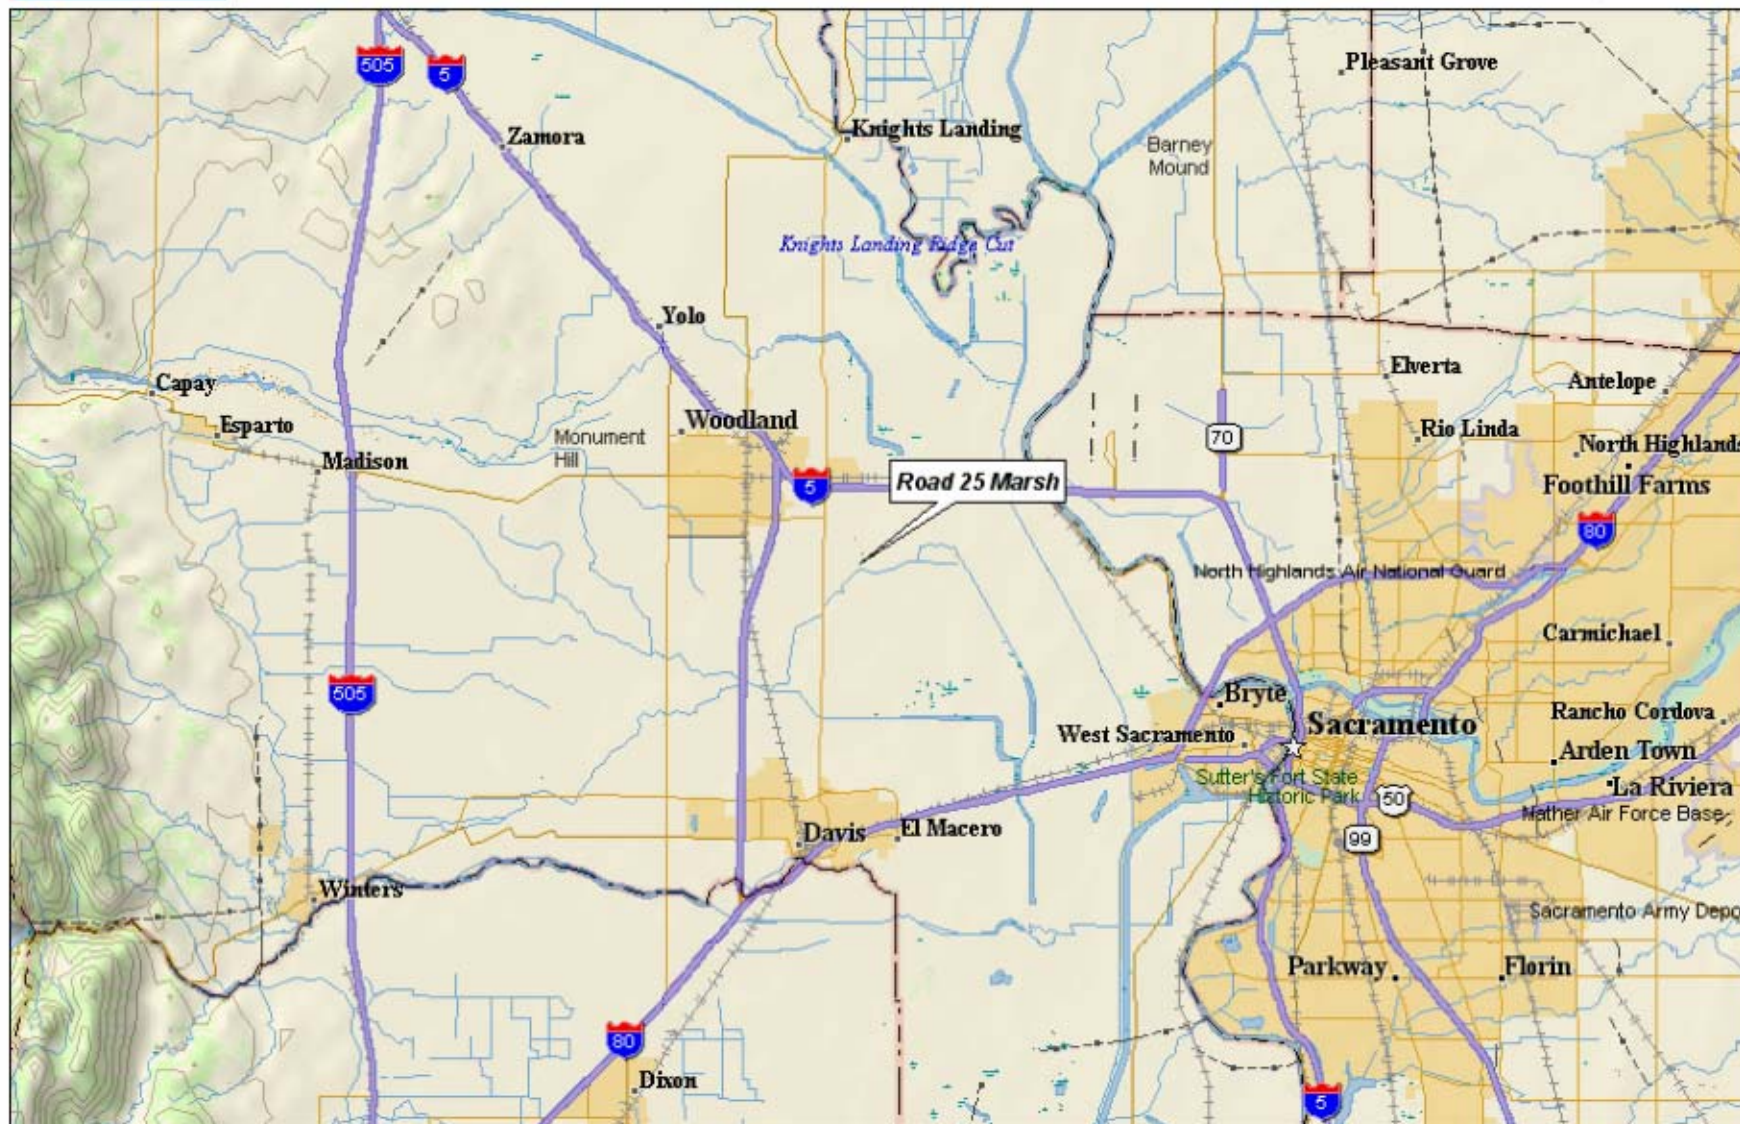 505
5
Pleasant Grove
Zamora
Knights Landing
Barney
Mound
Knights Landing Ridge Cut
Yolo
Capay
Elverta
Antelope
Esparto
Woodland
Monument
Hill
70
Rio Linda
North Highlands
Madison
5
Road 25 Marsh
Foothill Farms
80
North Highlands Air National Guard
Carmichael
505
Bryte
West Sacramento
Sacramento
Rancho Cordova
Arden Town
Sutter's Fort State
Historic Park
50
La Riviera
Mather Air Force Base
Davis
El Macero
99
Winters
Sacramento Army Depo
Parkway
Florin
80
Dixon
5